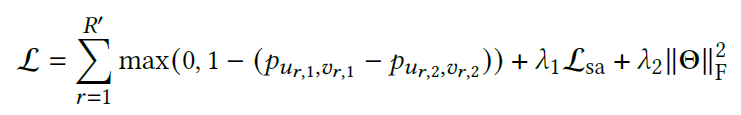 $\mathcal{L} = \sum_{r=1}^{R'} \max(0, 1 - (p_{u_{r,1},v_{r,1}} - p_{u_{r,2},v_{r,2}})) + \lambda_1 \mathcal{L}_{\text{sa}} + \lambda_2 \|\Theta\|_{\text{F}}^2$